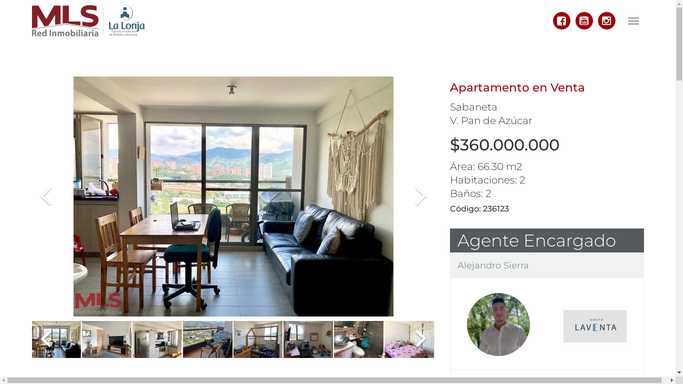 MLS
Red Inmobiliaria
La Lonja
Apartamento en Venta
Sabaneta
V. Pan de Azúcar
$360.000.000
Área: 66.30 m2
Habitaciones: 2
Baños: 2
Código: 236123
Agente Encargado
Alejandro Sierra
MLS
LAVENTA